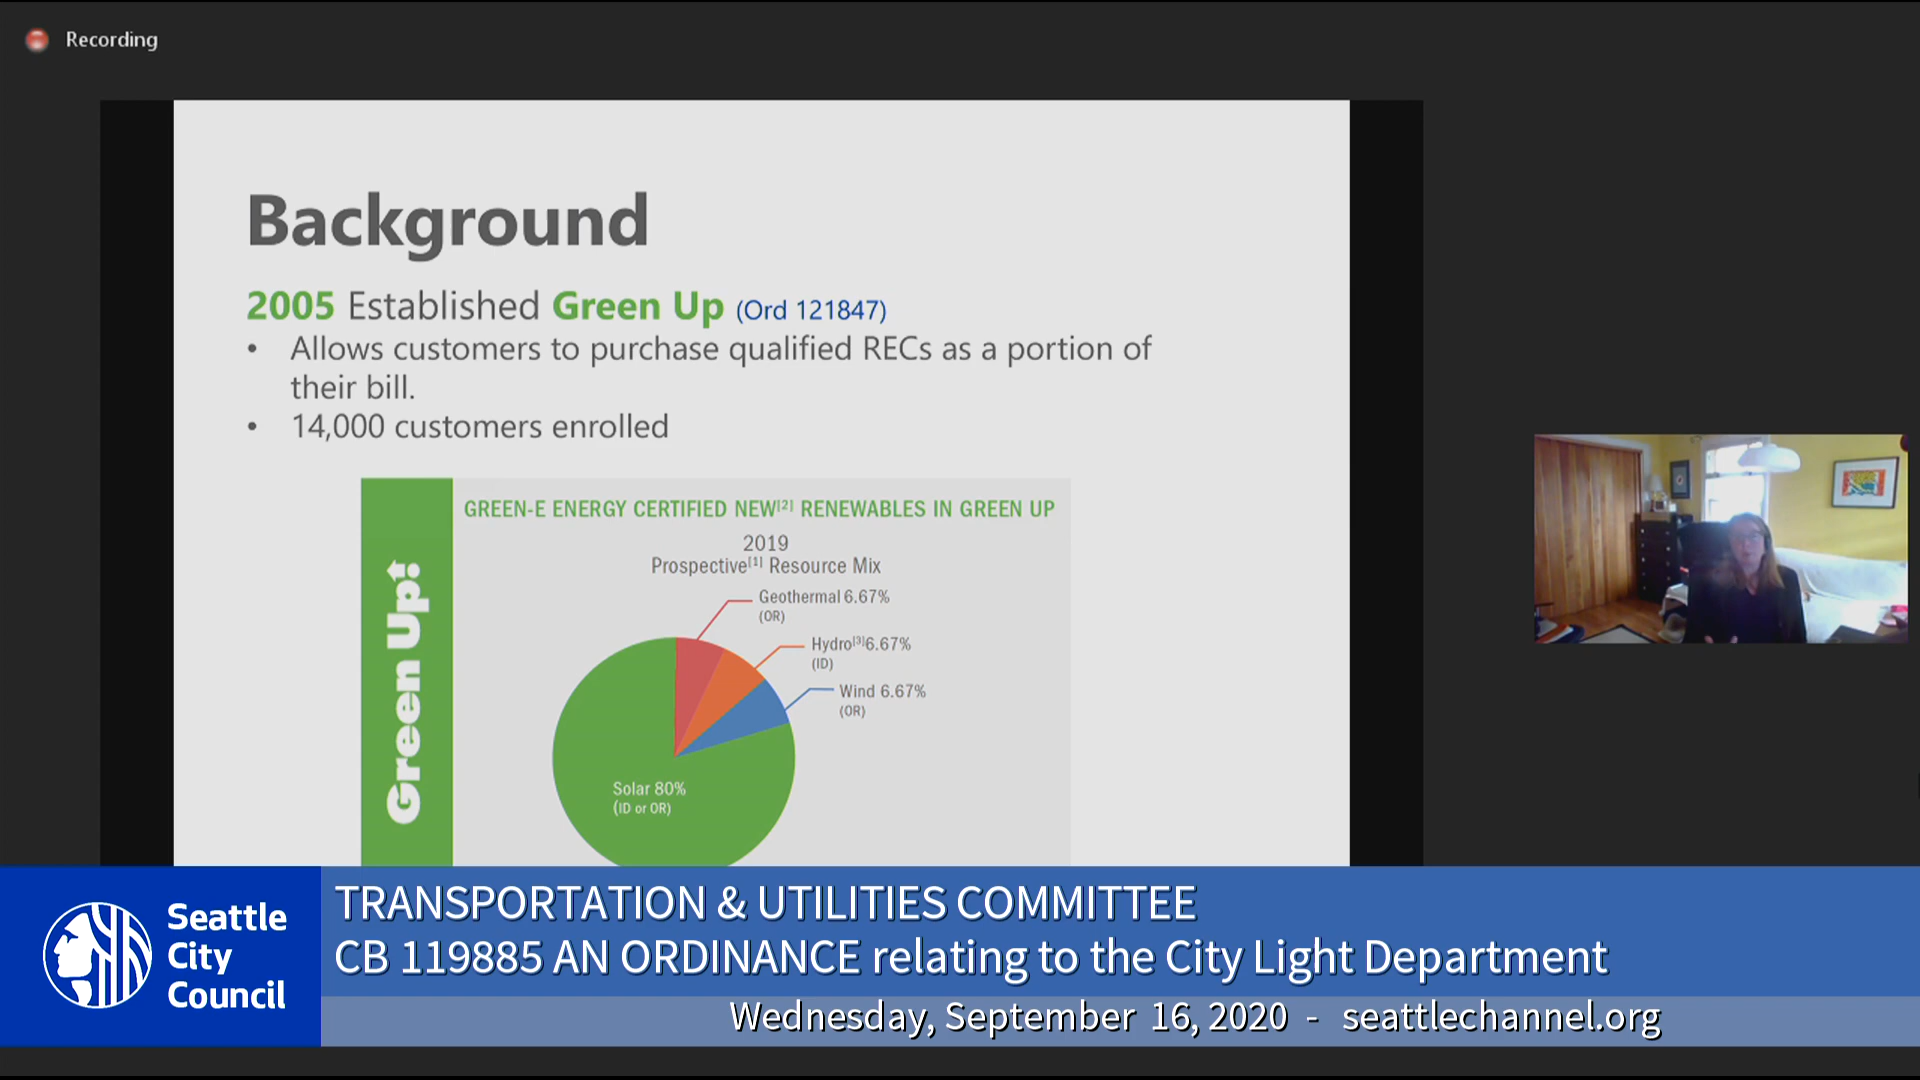 Recording
Background
2005 Established Green Up (Ord 121847)
• Allows customers to purchase qualified RECs as a portion of
their bill.
• 14,000 customers enrolled
Green Up!
GREEN-E ENERGY CERTIFIED NEW[2] RENEWABLES IN GREEN UP
2019
Prospective[1] Resource Mix
Geothermal 6.67%
(OR)
Hydro[3]6.67%
(ID)
Wind 6.67%
(OR)
Solar 80%
(ID or OR)
Seattle
City
Council
TRANSPORTATION & UTILITIES COMMITTEE
CB 119885 AN ORDINANCE relating to the City Light Department
Wednesday, September 16, 2020 - seattlechannel.org